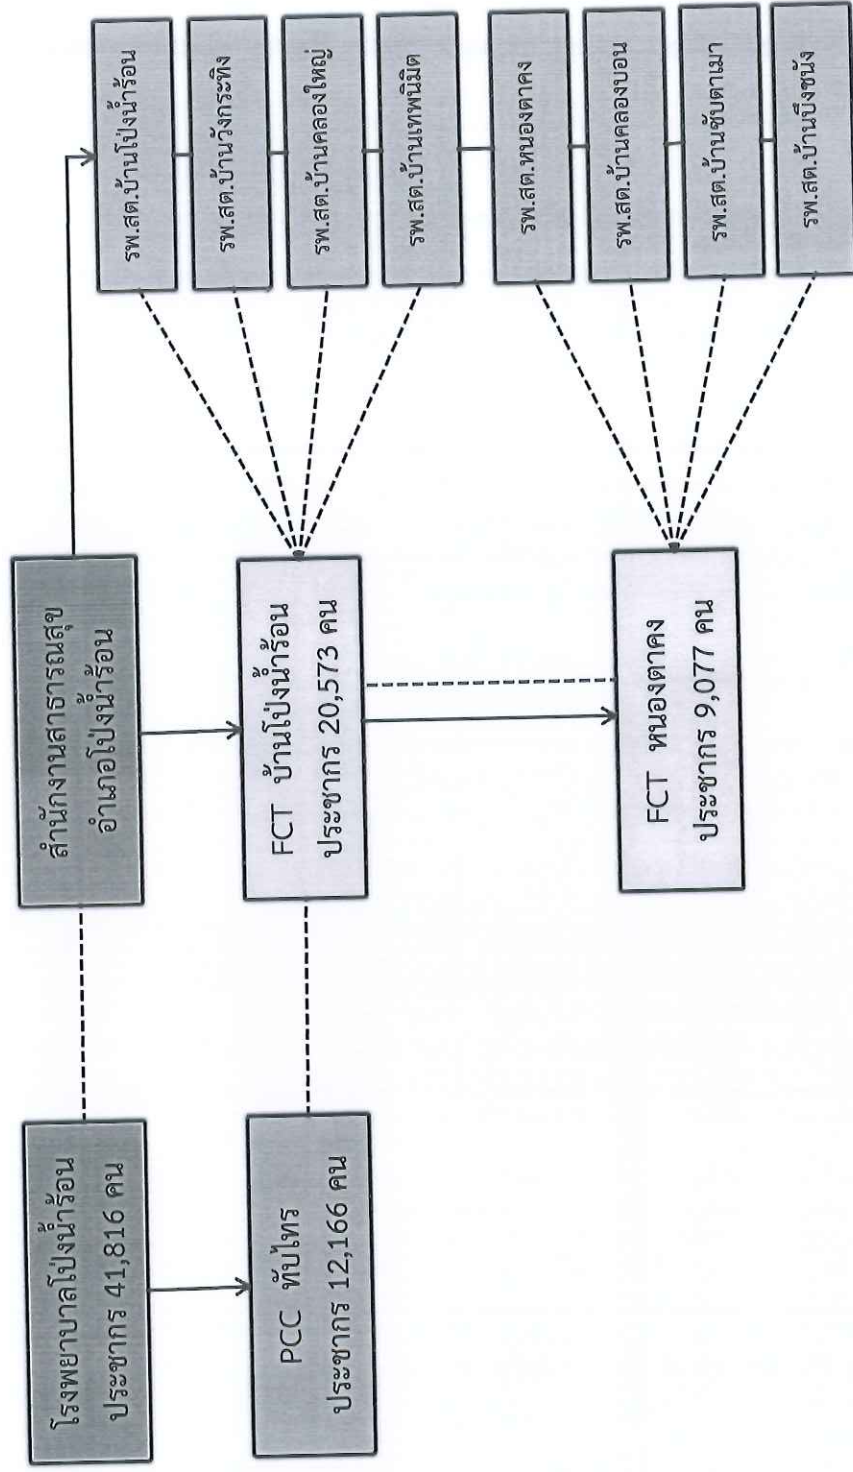 โรงพยาบาลโป่งน้ำร้อน
ประชากร 41,816 คน
สำนักงานสาธารณสุข
อำเภอโป่งน้ำร้อน
PCC ทับไทร
ประชากร 12,166 คน
FCT บ้านโป่งน้ำร้อน
ประชากร 20,573 คน
FCT หนองตาคง
ประชากร 9,077 คน
รพ.สต.บ้านโป่งน้ำร้อน
รพ.สต.บ้านวังกระทิง
รพ.สต.บ้านคลองใหญ่
รพ.สต.บ้านเทพนิมิต
รพ.สต.หนองตาคง
รพ.สต.บ้านคลองบอน
รพ.สต.บ้านซับตาเมา
รพ.สต.บ้านบึงชนัง